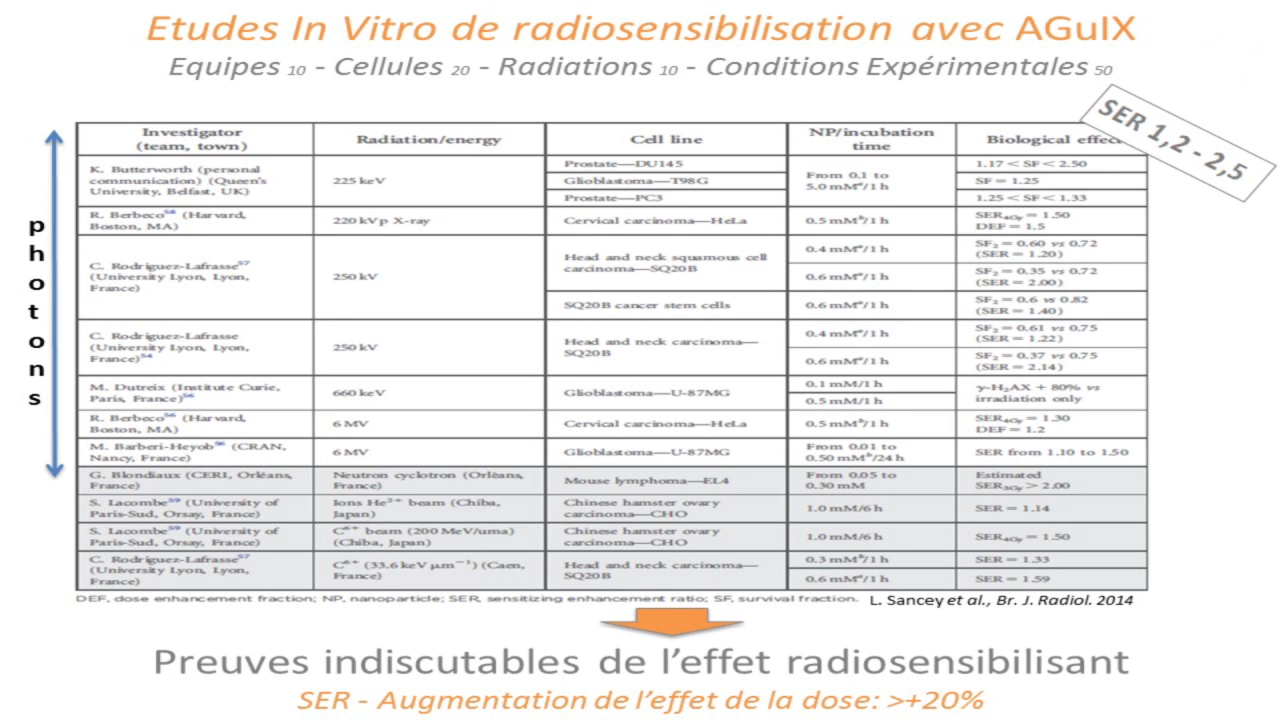 Etudes In Vitro de radiosensibilisation avec AGuIX
Equipes 10 - Cellules 20 - Radiations 10 - Conditions Expérimentales 50
SER 1,2 - 2,5
photons
Investigator (team, town) Radiation/energy Cell line NP/incubation time Biological effec
K. Butterworth (personal communication) (Queen's University, Belfast, UK) 225 keV Prostate—DU145 From 0.1 to 5.0 mMᵃ/1 h 1.17 < SF < 2.50
Glioblastoma—T98G SF = 1.25
Prostate—PC3 1.25 < SF < 1.33
R. Berbeco⁵⁸ (Harvard, Boston, MA) 220 kVp X-ray Cervical carcinoma—HeLa 0.5 mMᵇ/1 h SER₄Gy = 1.50 DEF = 1.5
C. Rodriguez-Lafrasse⁵⁷ (University Lyon, Lyon, France) 250 kV Head and neck squamous cell carcinoma—SQ20B 0.4 mMᵃ/1 h SF₂ = 0.60 vs 0.72 (SER = 1.20)
0.6 mMᵃ/1 h SF₂ = 0.35 vs 0.72 (SER = 2.00)
SQ20B cancer stem cells 0.6 mMᵃ/1 h SF₂ = 0.6 vs 0.82 (SER = 1.40)
C. Rodriguez-Lafrasse (University Lyon, Lyon, France)⁵⁴ 250 kV Head and neck carcinoma—SQ20B 0.4 mMᵃ/1 h SF₂ = 0.61 vs 0.75 (SER = 1.22)
0.6 mMᵃ/1 h SF₂ = 0.37 vs 0.75 (SER = 2.14)
M. Dutreix (Institute Curie, Paris, France)⁵⁶ 660 keV Glioblastoma—U-87MG 0.1 mM/1 h γ-H₂AX + 80% vs irradiation only
0.5 mM/1 h
R. Berbeco⁵⁶ (Harvard, Boston, MA) 6 MV Cervical carcinoma—HeLa 0.5 mMᵇ/1 h SER₄Gy = 1.30 DEF = 1.2
M. Barberi-Heyob⁵⁶ (CRAN, Nancy, France) 6 MV Glioblastoma—U-87MG From 0.01 to 0.50 mMᵇ/24 h SER from 1.10 to 1.50
G. Blondiaux (CERI, Orléans, France) Neutron cyclotron (Orléans, France) Mouse lymphoma—EL4 From 0.05 to 0.30 mM Estimated SER₃Gy > 2.00
S. Lacombe⁵⁹ (University of Paris-Sud, Orsay, France) Ions He²⁺ beam (Chiba, Japan) Chinese hamster ovary carcinoma—CHO 1.0 mM/6 h SER = 1.14
S. Lacombe⁵⁹ (University of Paris-Sud, Orsay, France) C⁶⁺ beam (200 MeV/uma) (Chiba, Japan) Chinese hamster ovary carcinoma—CHO 1.0 mM/6 h SER₄Gy = 1.50
C. Rodriguez-Lafrasse⁵⁷ (University Lyon, Lyon, France) C⁶⁺ (33.6 keV μm⁻¹) (Caen, France) Head and neck carcinoma—SQ20B 0.3 mMᵇ/1 h SER = 1.33
0.6 mMᵃ/1 h SER = 1.59
DEF, dose enhancement fraction; NP, nanoparticle; SER, sensitizing enhancement ratio; SF, survival fraction. L. Sancey et al., Br. J. Radiol. 2014
Preuves indiscutables de l'effet radiosensibilisant
SER - Augmentation de l'effet de la dose: >+20%